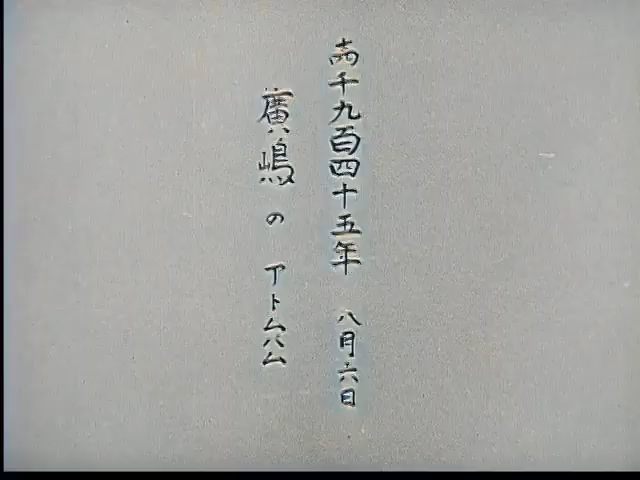 千九百四十五年 八月六日
廣嶋の アトムバム